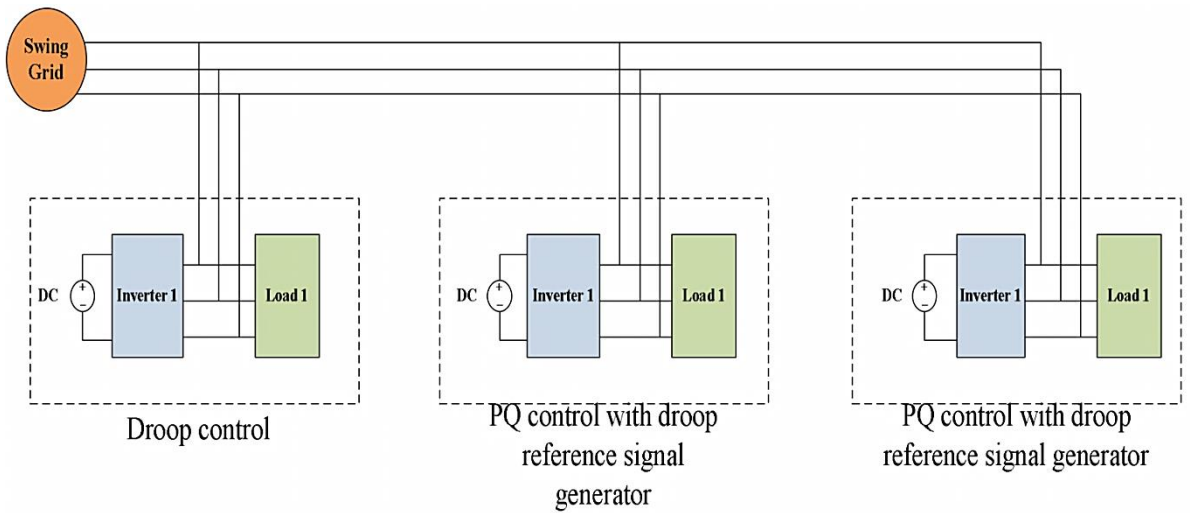 Swing
Grid
DC
+
−
Inverter 1
Load 1
DC
+
−
Inverter 1
Load 1
DC
+
−
Inverter 1
Load 1
Droop control
PQ control with droop
reference signal
generator
PQ control with droop
reference signal generator